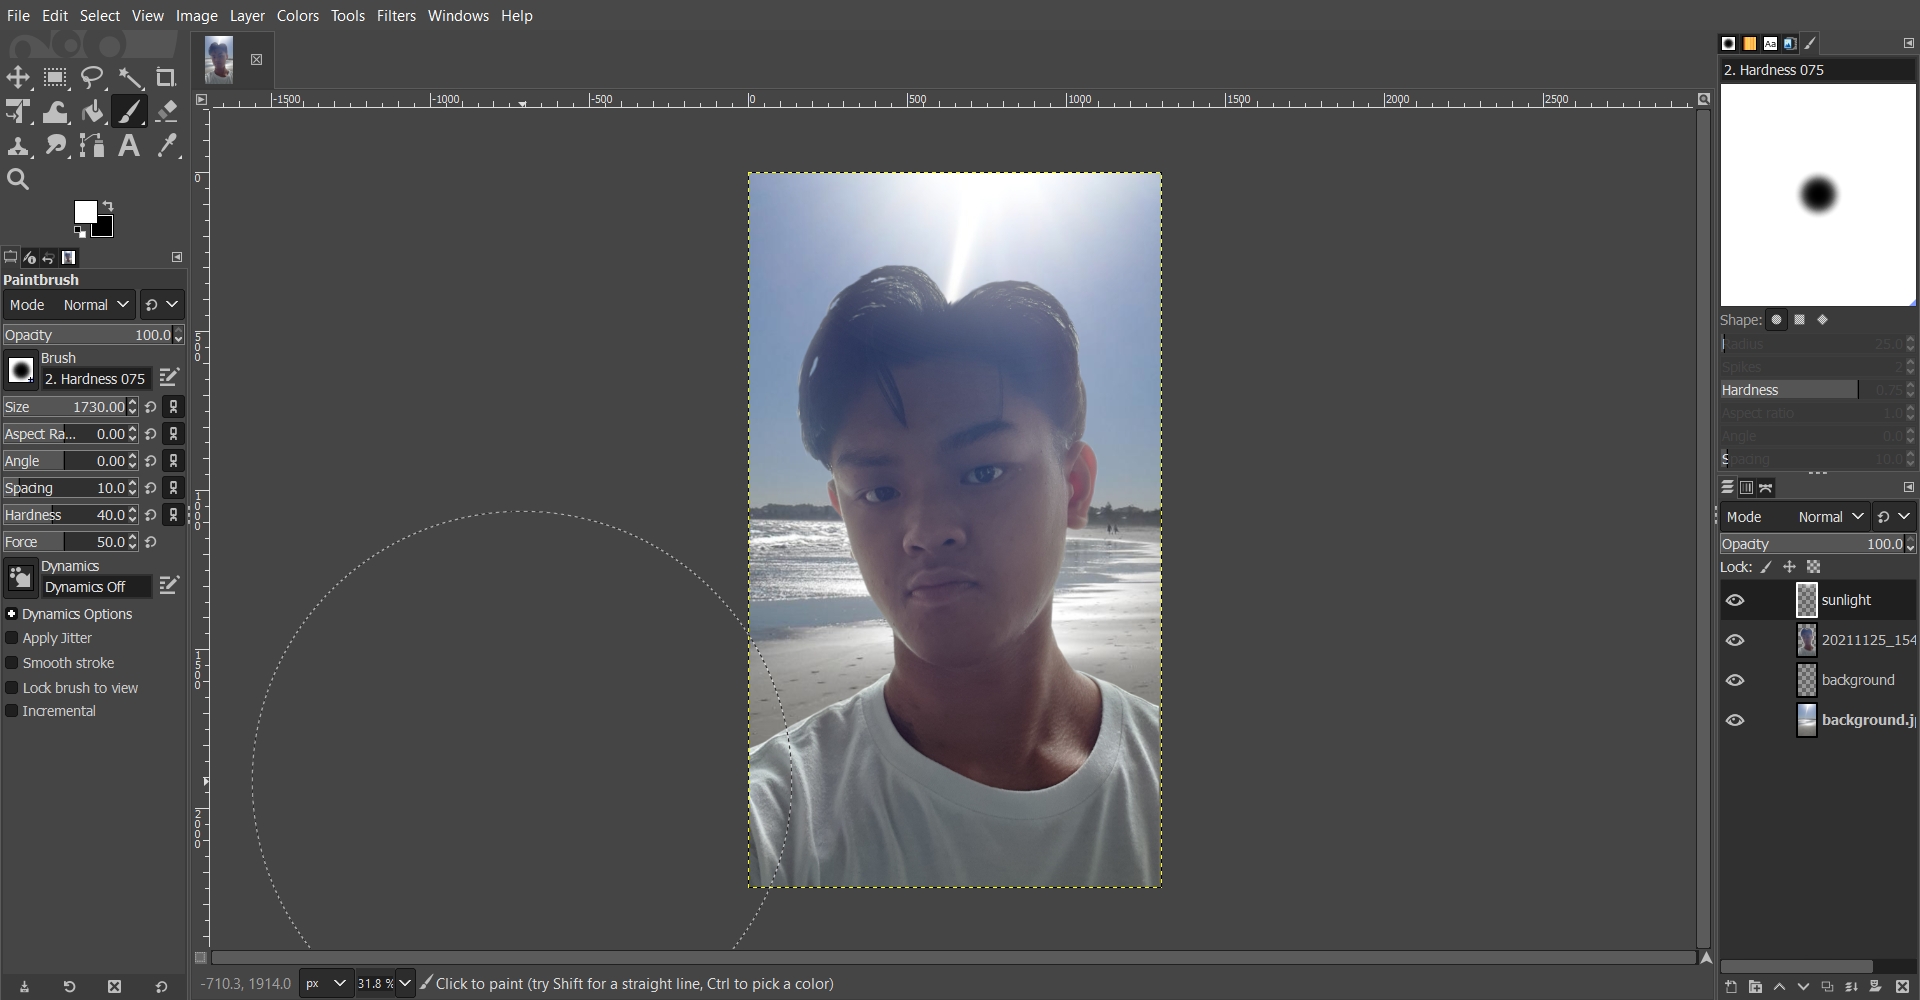 File Edit Select View Image Layer Colors Tools Filters Windows Help
-1500 -1000 -500 0 500 1000 1500 2000 2500
0
500
1000
1500
2000
Paintbrush
Mode Normal
Opacity 100.0
Brush
2. Hardness 075
Size 1730.00
Aspect Ra... 0.00
Angle 0.00
Spacing 10.0
Hardness 40.0
Force 50.0
Dynamics
Dynamics Off
Dynamics Options
Apply Jitter
Smooth stroke
Lock brush to view
Incremental
-710.3, 1914.0 px 31.8 % Click to paint (try Shift for a straight line, Ctrl to pick a color)
Aa
2. Hardness 075
Shape:
Radius 25.0
Spikes 2
Hardness 0.75
Aspect ratio 1.0
Angle 0.0
Spacing 10.0
Mode Normal
Opacity 100.0
Lock:
sunlight
20211125_154
background
background.j